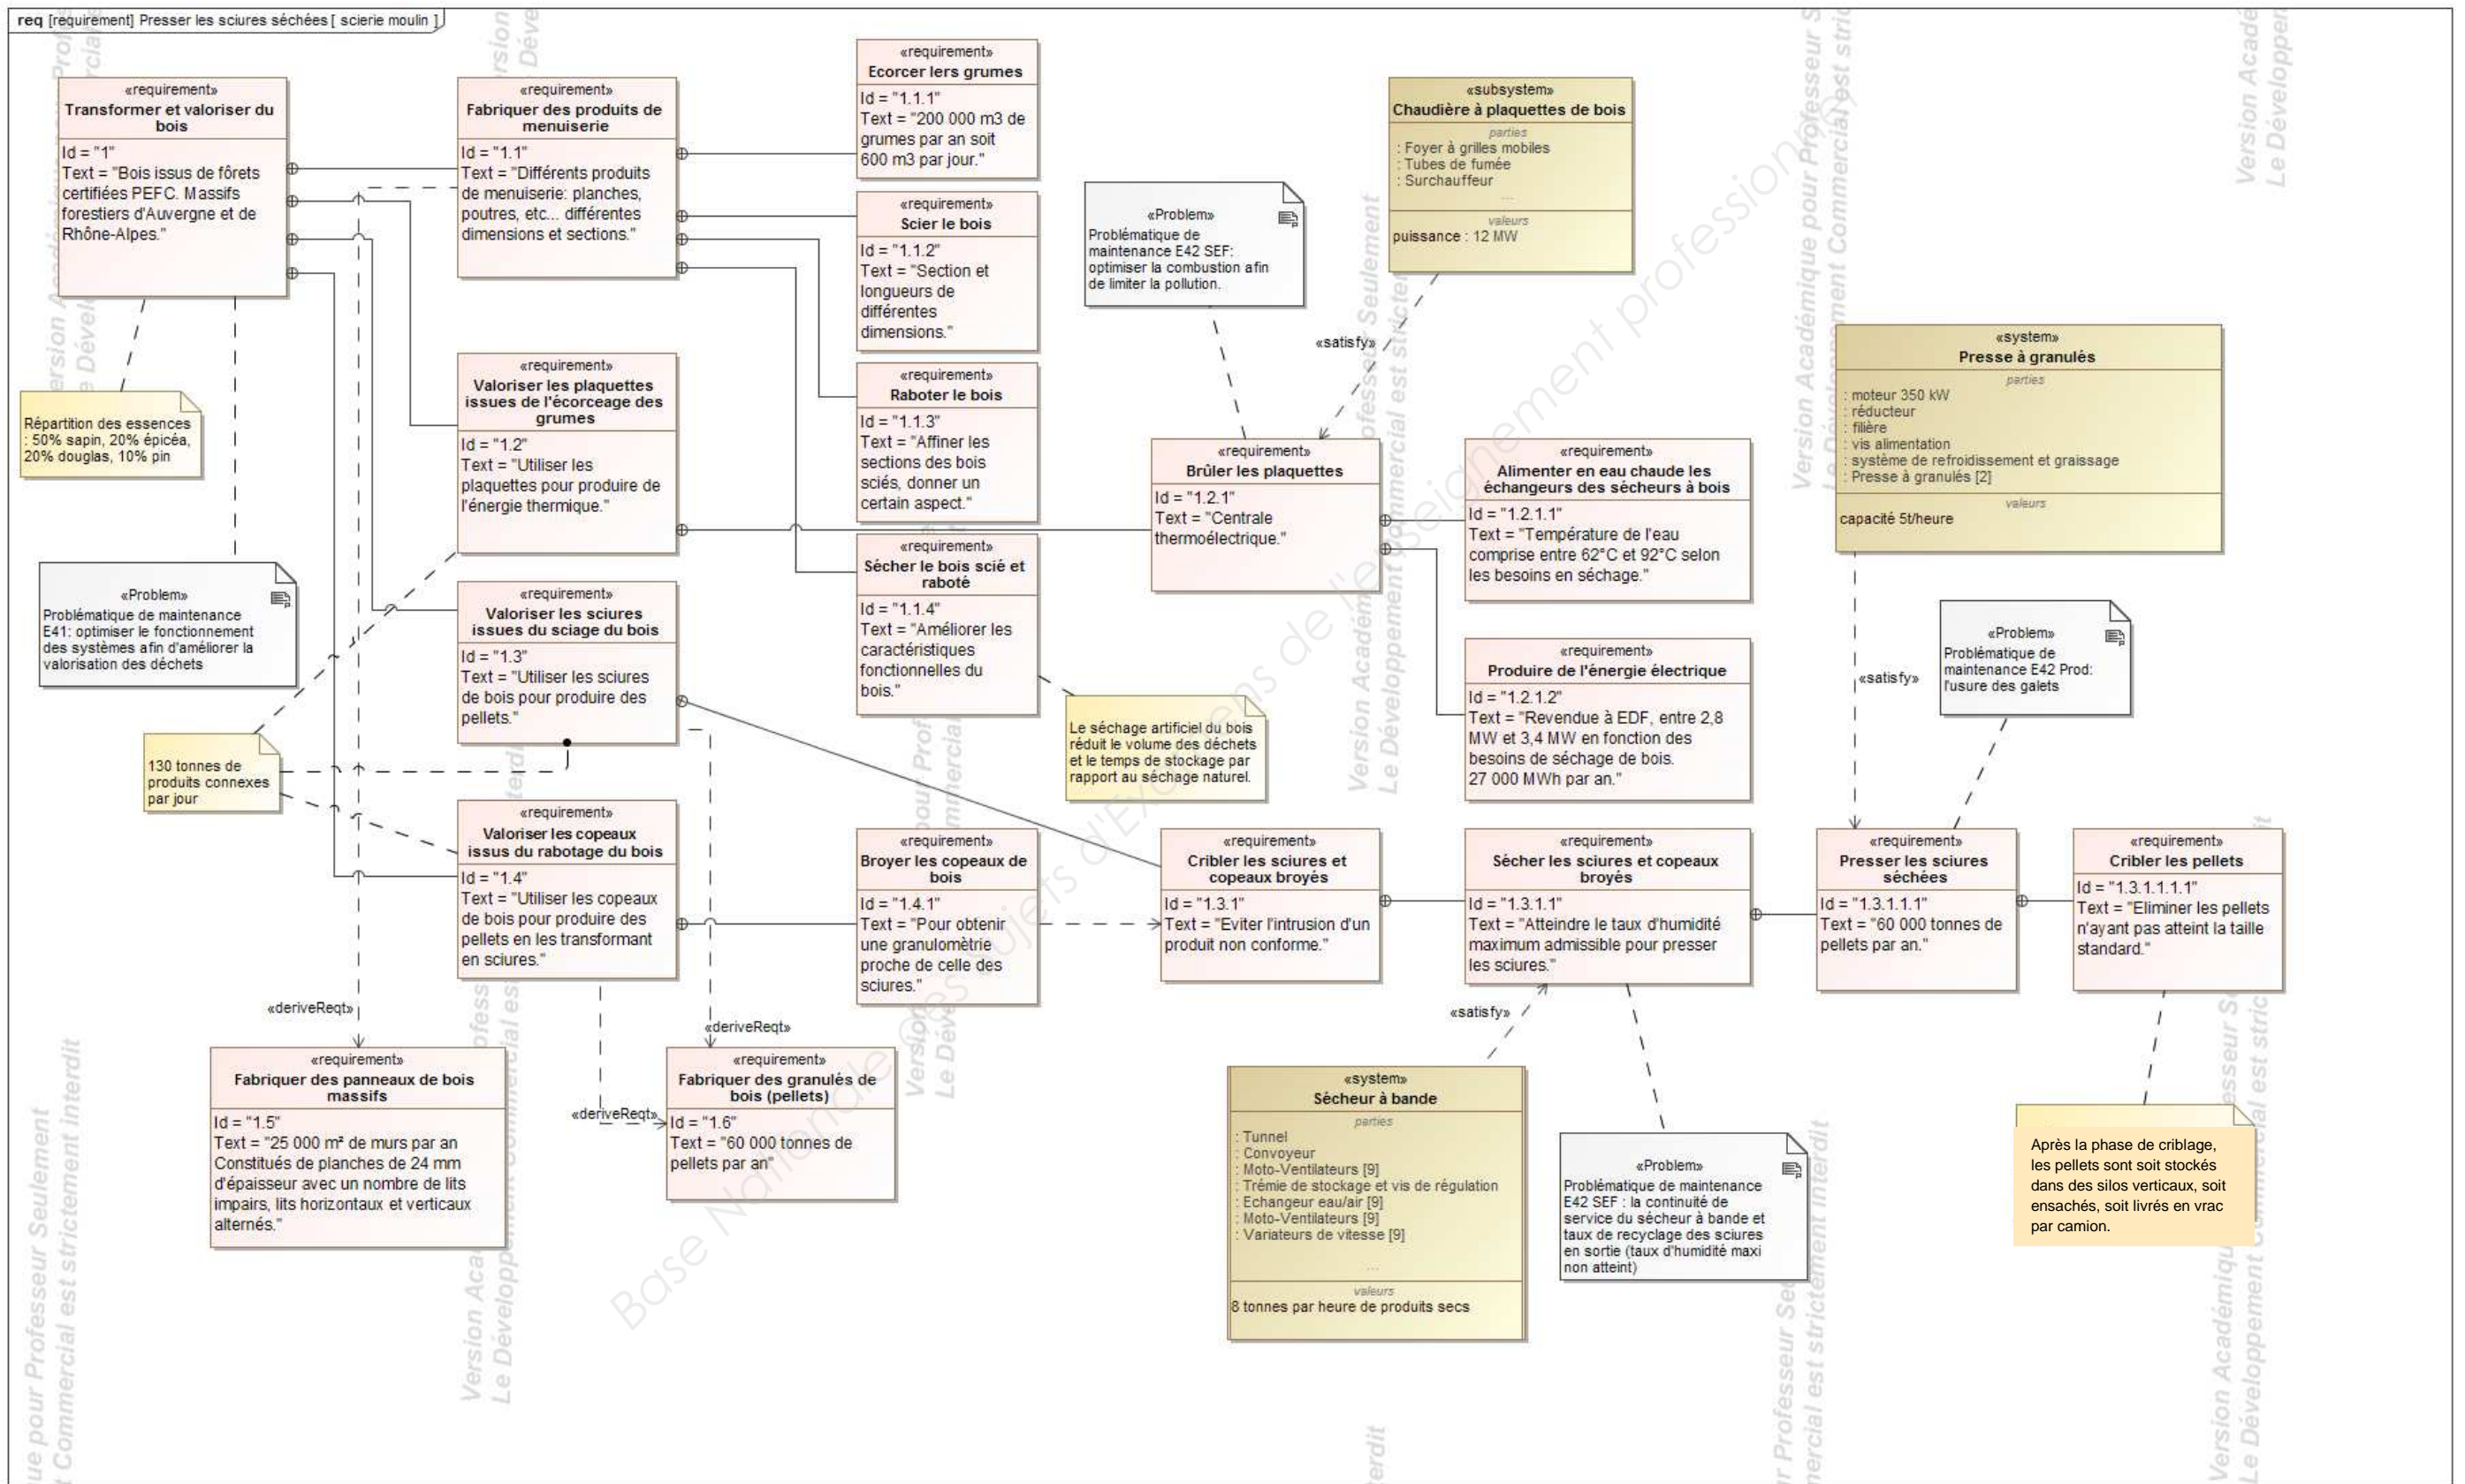 req [requirement] Presser les sciures séchées [ scierie moulin ]
«requirement»
Transformer et valoriser du
bois
Id = "1"
Text = "Bois issus de fôrets
certifiées PEFC. Massifs
forestiers d'Auvergne et de
Rhône-Alpes."
Répartition des essences
: 50% sapin, 20% épicéa,
20% douglas, 10% pin
«Problem»
Problématique de maintenance
E41: optimiser le fonctionnement
des systèmes afin d'améliorer la
valorisation des déchets
130 tonnes de
produits connexes
par jour
«requirement»
Fabriquer des produits de
menuiserie
Id = "1.1"
Text = "Différents produits
de menuiserie: planches,
poutres, etc... différentes
dimensions et sections."
«requirement»
Valoriser les plaquettes
issues de l'écorceage des
grumes
Id = "1.2"
Text = "Utiliser les
plaquettes pour produire de
l'énergie thermique."
«requirement»
Valoriser les sciures
issues du sciage du bois
Id = "1.3"
Text = "Utiliser les sciures
de bois pour produire des
pellets."
«requirement»
Valoriser les copeaux
issus du rabotage du bois
Id = "1.4"
Text = "Utiliser les copeaux
de bois pour produire des
pellets en les transformant
en sciures."
«deriveReqt»
«requirement»
Fabriquer des panneaux de bois
massifs
Id = "1.5"
Text = "25 000 m² de murs par an
Constitués de planches de 24 mm
d'épaisseur avec un nombre de lits
impairs, lits horizontaux et verticaux
alternés."
«deriveReqt»
«deriveReqt»
«requirement»
Fabriquer des granulés de
bois (pellets)
Id = "1.6"
Text = "60 000 tonnes de
pellets par an"
«requirement»
Ecorcer lers grumes
Id = "1.1.1"
Text = "200 000 m3 de
grumes par an soit
600 m3 par jour."
«requirement»
Scier le bois
Id = "1.1.2"
Text = "Section et
longueurs de
différentes
dimensions."
«requirement»
Raboter le bois
Id = "1.1.3"
Text = "Affiner les
sections des bois
sciés, donner un
certain aspect."
«requirement»
Sécher le bois scié et
raboté
Id = "1.1.4"
Text = "Améliorer les
caractéristiques
fonctionnelles du
bois."
Le séchage artificiel du bois
réduit le volume des déchets
et le temps de stockage par
rapport au séchage naturel.
«requirement»
Broyer les copeaux de
bois
Id = "1.4.1"
Text = "Pour obtenir
une granulomètrie
proche de celle des
sciures."
«Problem»
Problématique de
maintenance E42 SEF:
optimiser la combustion afin
de limiter la pollution.
«subsystem»
Chaudière à plaquettes de bois
parties
: Foyer à grilles mobiles
: Tubes de fumée
: Surchauffeur
...
valeurs
puissance : 12 MW
«satisfy»
«requirement»
Brûler les plaquettes
Id = "1.2.1"
Text = "Centrale
thermoélectrique."
«requirement»
Alimenter en eau chaude les
échangeurs des sécheurs à bois
Id = "1.2.1.1"
Text = "Température de l'eau
comprise entre 62°C et 92°C selon
les besoins en séchage."
«requirement»
Produire de l'énergie électrique
Id = "1.2.1.2"
Text = "Revendue à EDF, entre 2,8
MW et 3,4 MW en fonction des
besoins de séchage de bois.
27 000 MWh par an."
«system»
Presse à granulés
parties
: moteur 350 kW
: réducteur
: filière
: vis alimentation
: système de refroidissement et graissage
: Presse à granulés [2]
valeurs
capacité 5t/heure
«satisfy»
«Problem»
Problématique de
maintenance E42 Prod:
l'usure des galets
«requirement»
Cribler les sciures et
copeaux broyés
Id = "1.3.1"
Text = "Eviter l'intrusion d'un
produit non conforme."
«requirement»
Sécher les sciures et copeaux
broyés
Id = "1.3.1.1"
Text = "Atteindre le taux d'humidité
maximum admissible pour presser
les sciures."
«requirement»
Presser les sciures
séchées
Id = "1.3.1.1.1"
Text = "60 000 tonnes de
pellets par an."
«requirement»
Cribler les pellets
Id = "1.3.1.1.1.1"
Text = "Eliminer les pellets
n'ayant pas atteint la taille
standard."
«satisfy»
«system»
Sécheur à bande
parties
: Tunnel
: Convoyeur
: Moto-Ventilateurs [9]
: Trémie de stockage et vis de régulation
: Echangeur eau/air [9]
: Moto-Ventilateurs [9]
: Variateurs de vitesse [9]
...
valeurs
8 tonnes par heure de produits secs
«Problem»
Problématique de maintenance
E42 SEF : la continuité de
service du sécheur à bande et
taux de recyclage des sciures
en sortie (taux d'humidité maxi
non atteint)
Après la phase de criblage,
les pellets sont soit stockés
dans des silos verticaux, soit
ensachés, soit livrés en vrac
par camion.
Base Nationale des Sujets d'Examens de l'enseignement professionnel